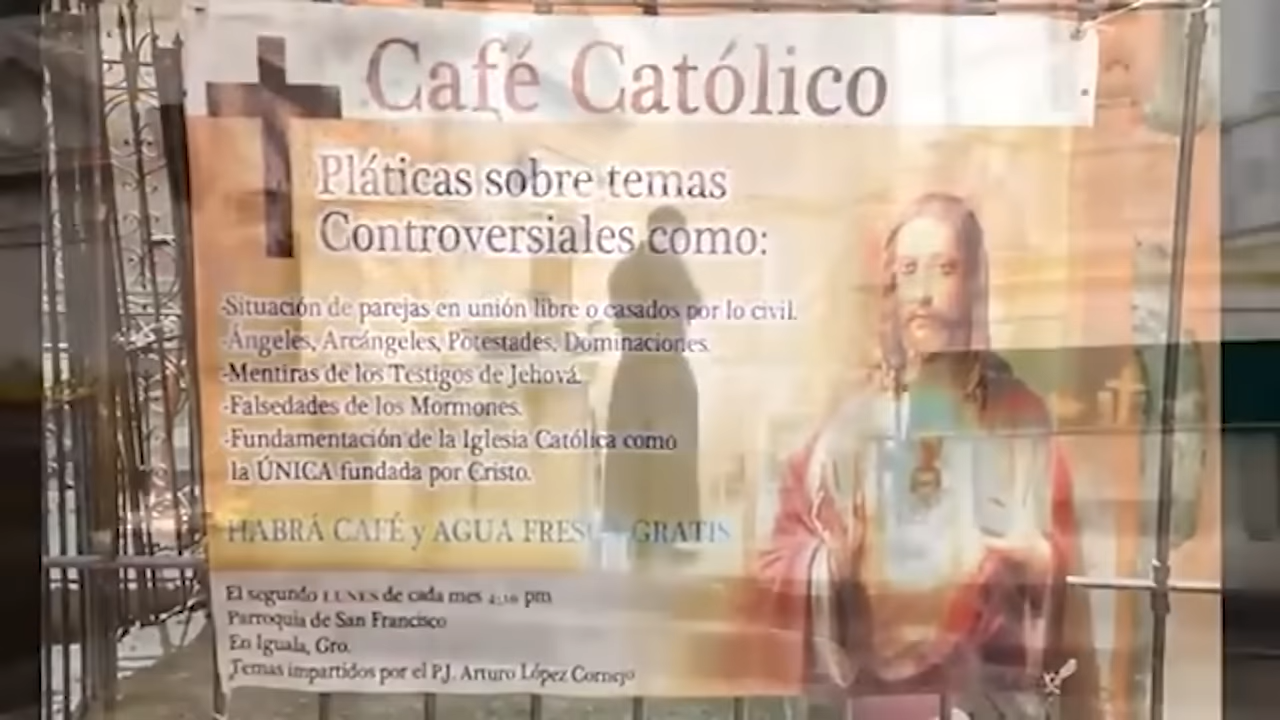 Café Católico
Pláticas sobre temas
Controversiales como:
-Situación de parejas en unión libre o casados por lo civil.
-Ángeles, Arcángeles, Potestades, Dominaciones.
-Mentiras de los Testigos de Jehová.
-Falsedades de los Mormones.
-Fundamentación de la Iglesia Católica como
la ÚNICA fundada por Cristo.
HABRÁ CAFÉ y AGUA FRESCA GRATIS
El segundo LUNES de cada mes 4:30 pm
Parroquia de San Francisco
En Iguala, Gro.
Temas impartidos por el P.J. Arturo López Cornejo